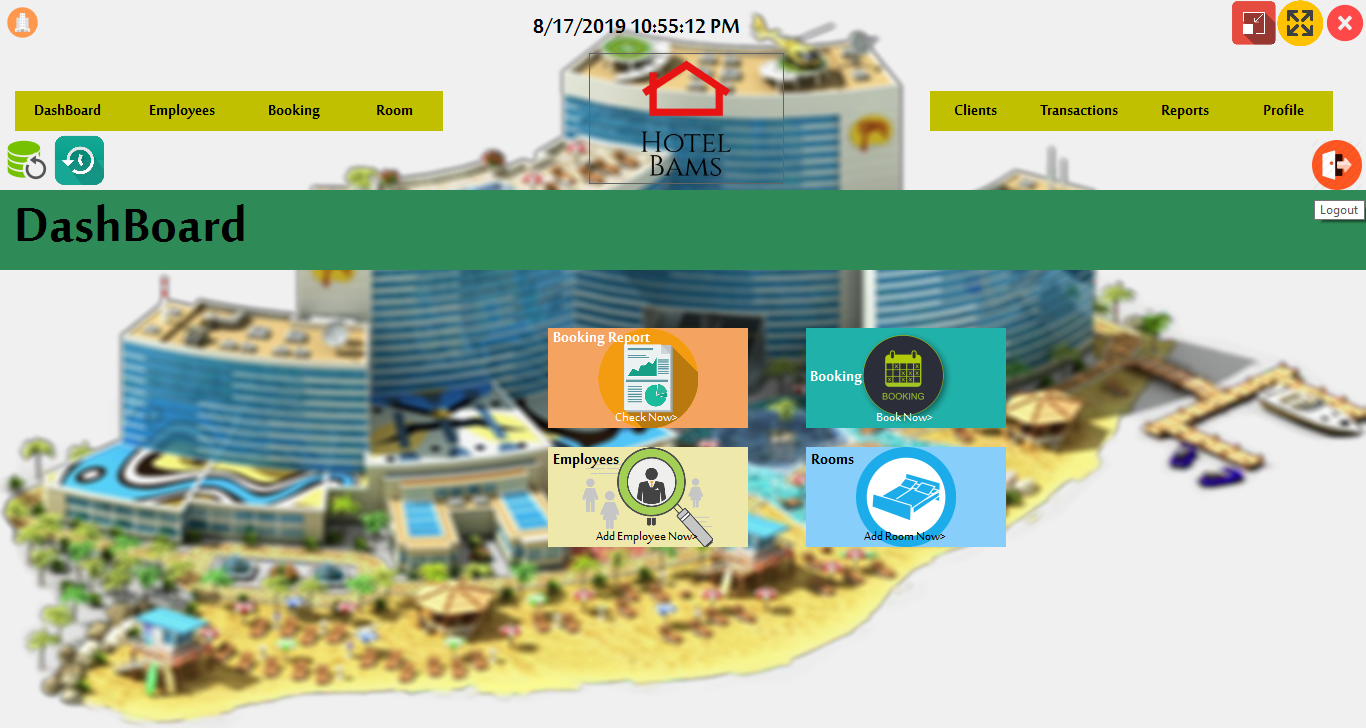 8/17/2019 10:55:12 PM
DashBoard Employees Booking Room
Clients Transactions Reports Profile
HOTEL
BAMS
Logout
DashBoard
Booking Report
Check Now>
Booking
BOOKING
Book Now>
Employees
Add Employee Now>
Rooms
Add Room Now>